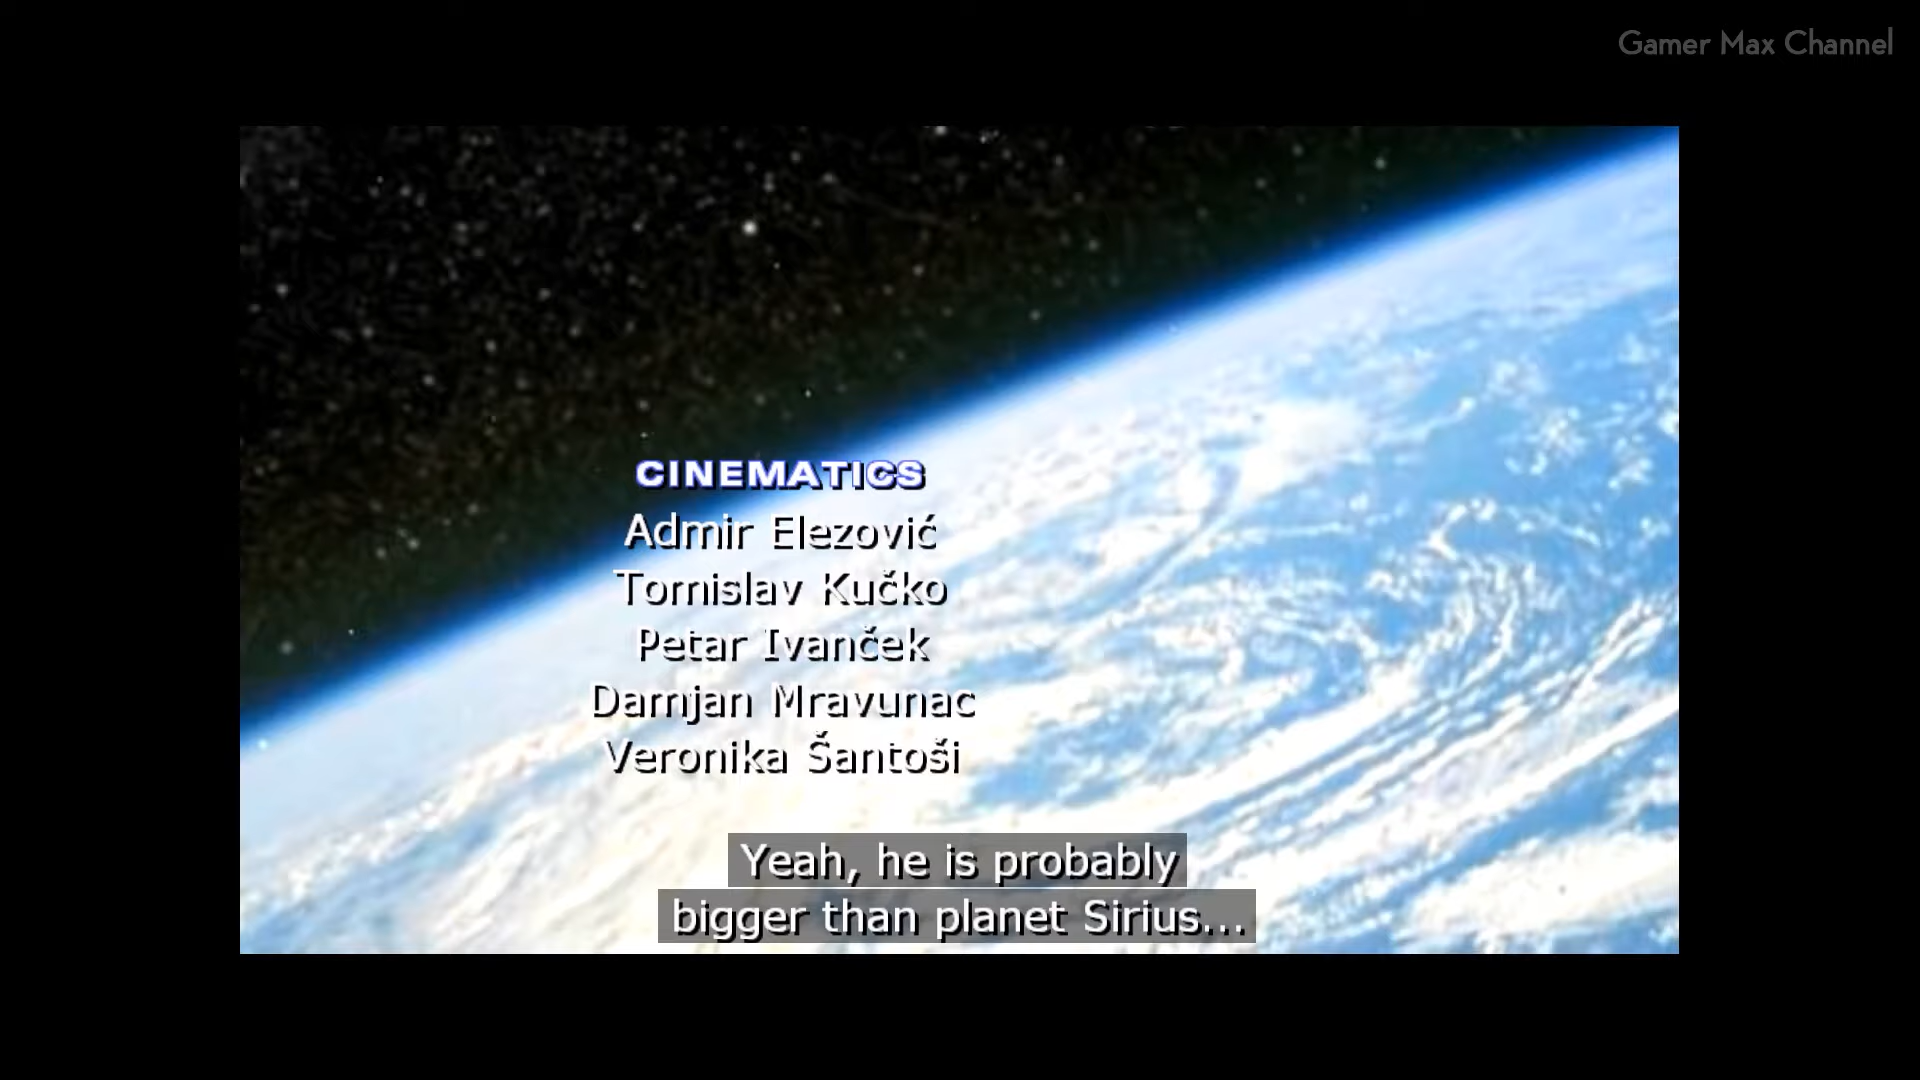 Gamer Max Channel
CINEMATICS
Admir Elezović
Tomislav Kučko
Petar Ivanček
Damjan Mravunac
Veronika Šantoši
Yeah, he is probably
bigger than planet Sirius...